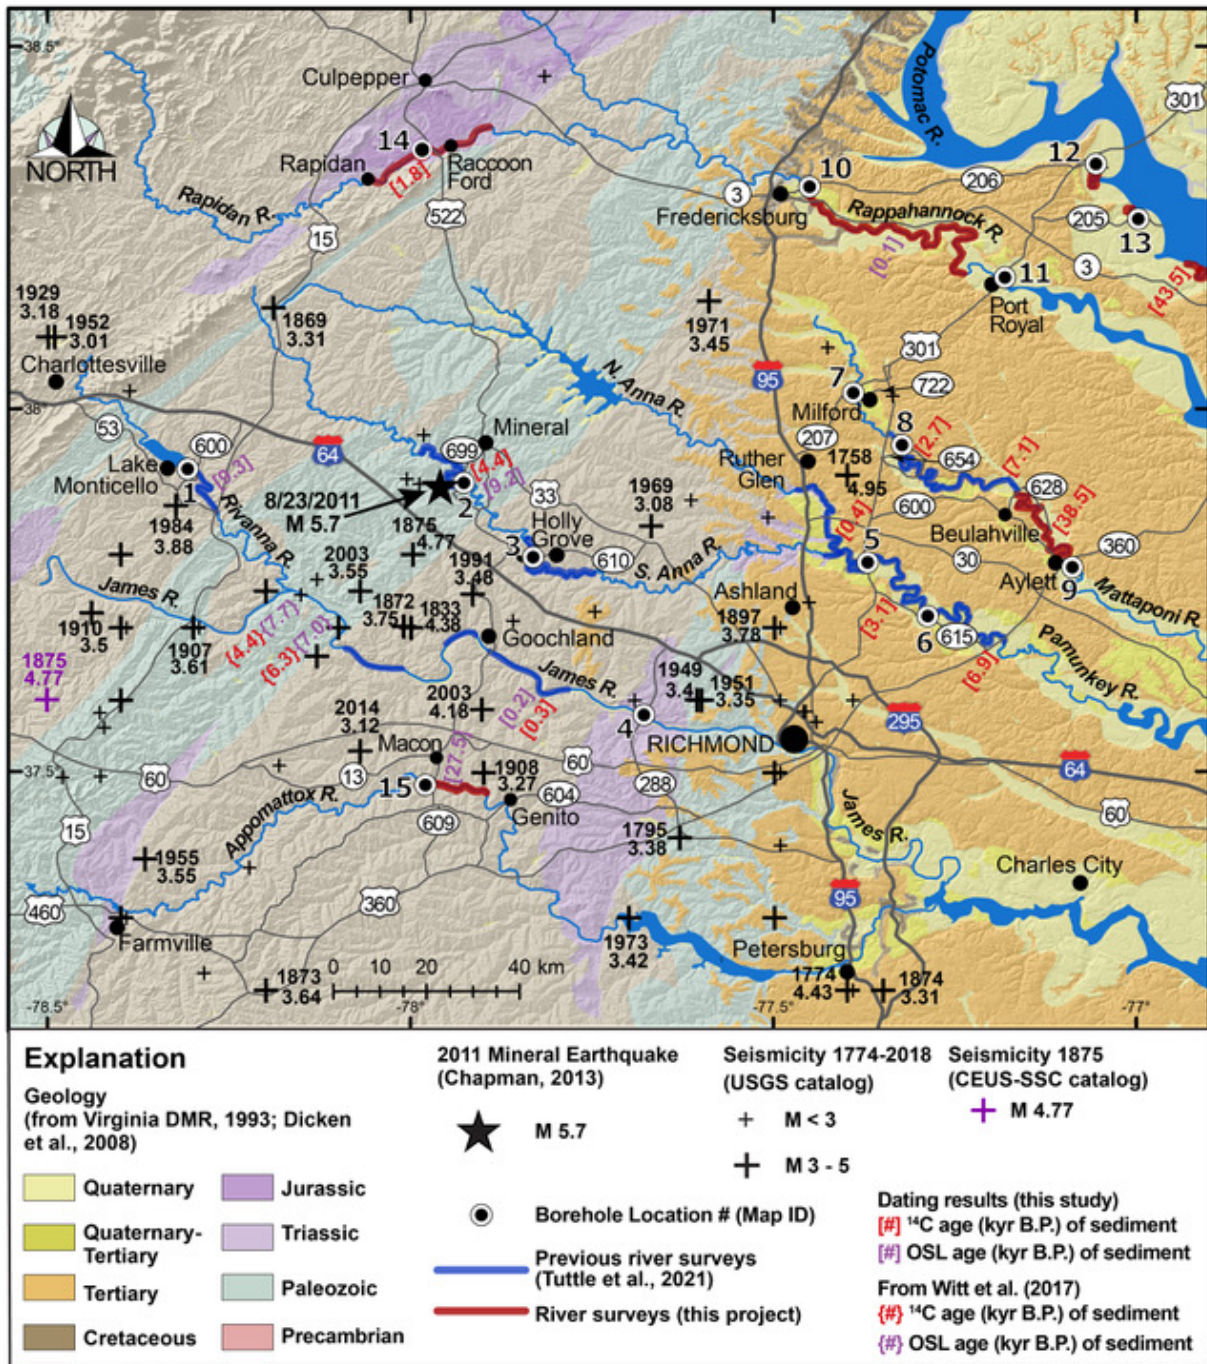 38.5°
Culpepper
Potomac R.
301
NORTH
14
Rapidan
Raccoon
Ford
[1.8]
10
12
206
3
Fredericksburg
Rappahannock R.
205
13
Rapidan R.
522
15
[0.1]
3
11
[43.5]
1929
3.18
1952
3.01
1869
3.31
1971
3.45
Port
Royal
Charlottesville
N. Anna R.
301
95
7
722
38°
Milford
53
600
64
Mineral
699
[4.4]
[9.2]
207
8
[2.7]
654
[7.1]
Lake
Monticello
1
[9.3]
Ruther
Glen
1758
4.95
628
8/23/2011
M 5.7
2
33
1969
3.08
[0.4]
600
[38.5]
Rivanna R.
1984
3.88
1875
4.77
Holly
Grove
3
610
Beulahville
360
2003
3.55
1991
3.48
S. Anna R.
5
30
Aylett
9
James R.
Ashland
Mattaponi R.
1910
3.5
{4.4}
{7.7}
1872
3.75
1833
4.38
1897
3.78
[3.1]
6
615
1907
3.61
{6.3}
{7.0}
Goochland
Pamunkey R.
1875
4.77
James R.
1949
3.4
1951
3.35
[6.9]
2003
4.18
[0.2]
[0.3]
2014
3.12
4
295
RICHMOND
Macon
[27.5]
37.5°
60
13
1908
3.27
60
288
64
15
Appomattox R.
604
Genito
60
15
609
1795
3.38
James R.
1955
3.55
Charles City
460
360
95
Farmville
1973
3.42
Petersburg
1873
3.64
0 10 20 40 km
1774
4.43
1874
3.31
-78.5°
-78°
-77.5°
-77°
Explanation
Geology
(from Virginia DMR, 1993; Dicken
et al., 2008)
Quaternary
Quaternary-
Tertiary
Tertiary
Cretaceous
Jurassic
Triassic
Paleozoic
Precambrian
2011 Mineral Earthquake
(Chapman, 2013)
M 5.7
Seismicity 1774-2018
(USGS catalog)
M < 3
M 3 - 5
Seismicity 1875
(CEUS-SSC catalog)
M 4.77
Borehole Location # (Map ID)
Previous river surveys
(Tuttle et al., 2021)
River surveys (this project)
Dating results (this study)
[#] ¹⁴C age (kyr B.P.) of sediment
[#] OSL age (kyr B.P.) of sediment
From Witt et al. (2017)
{#} ¹⁴C age (kyr B.P.) of sediment
{#} OSL age (kyr B.P.) of sediment